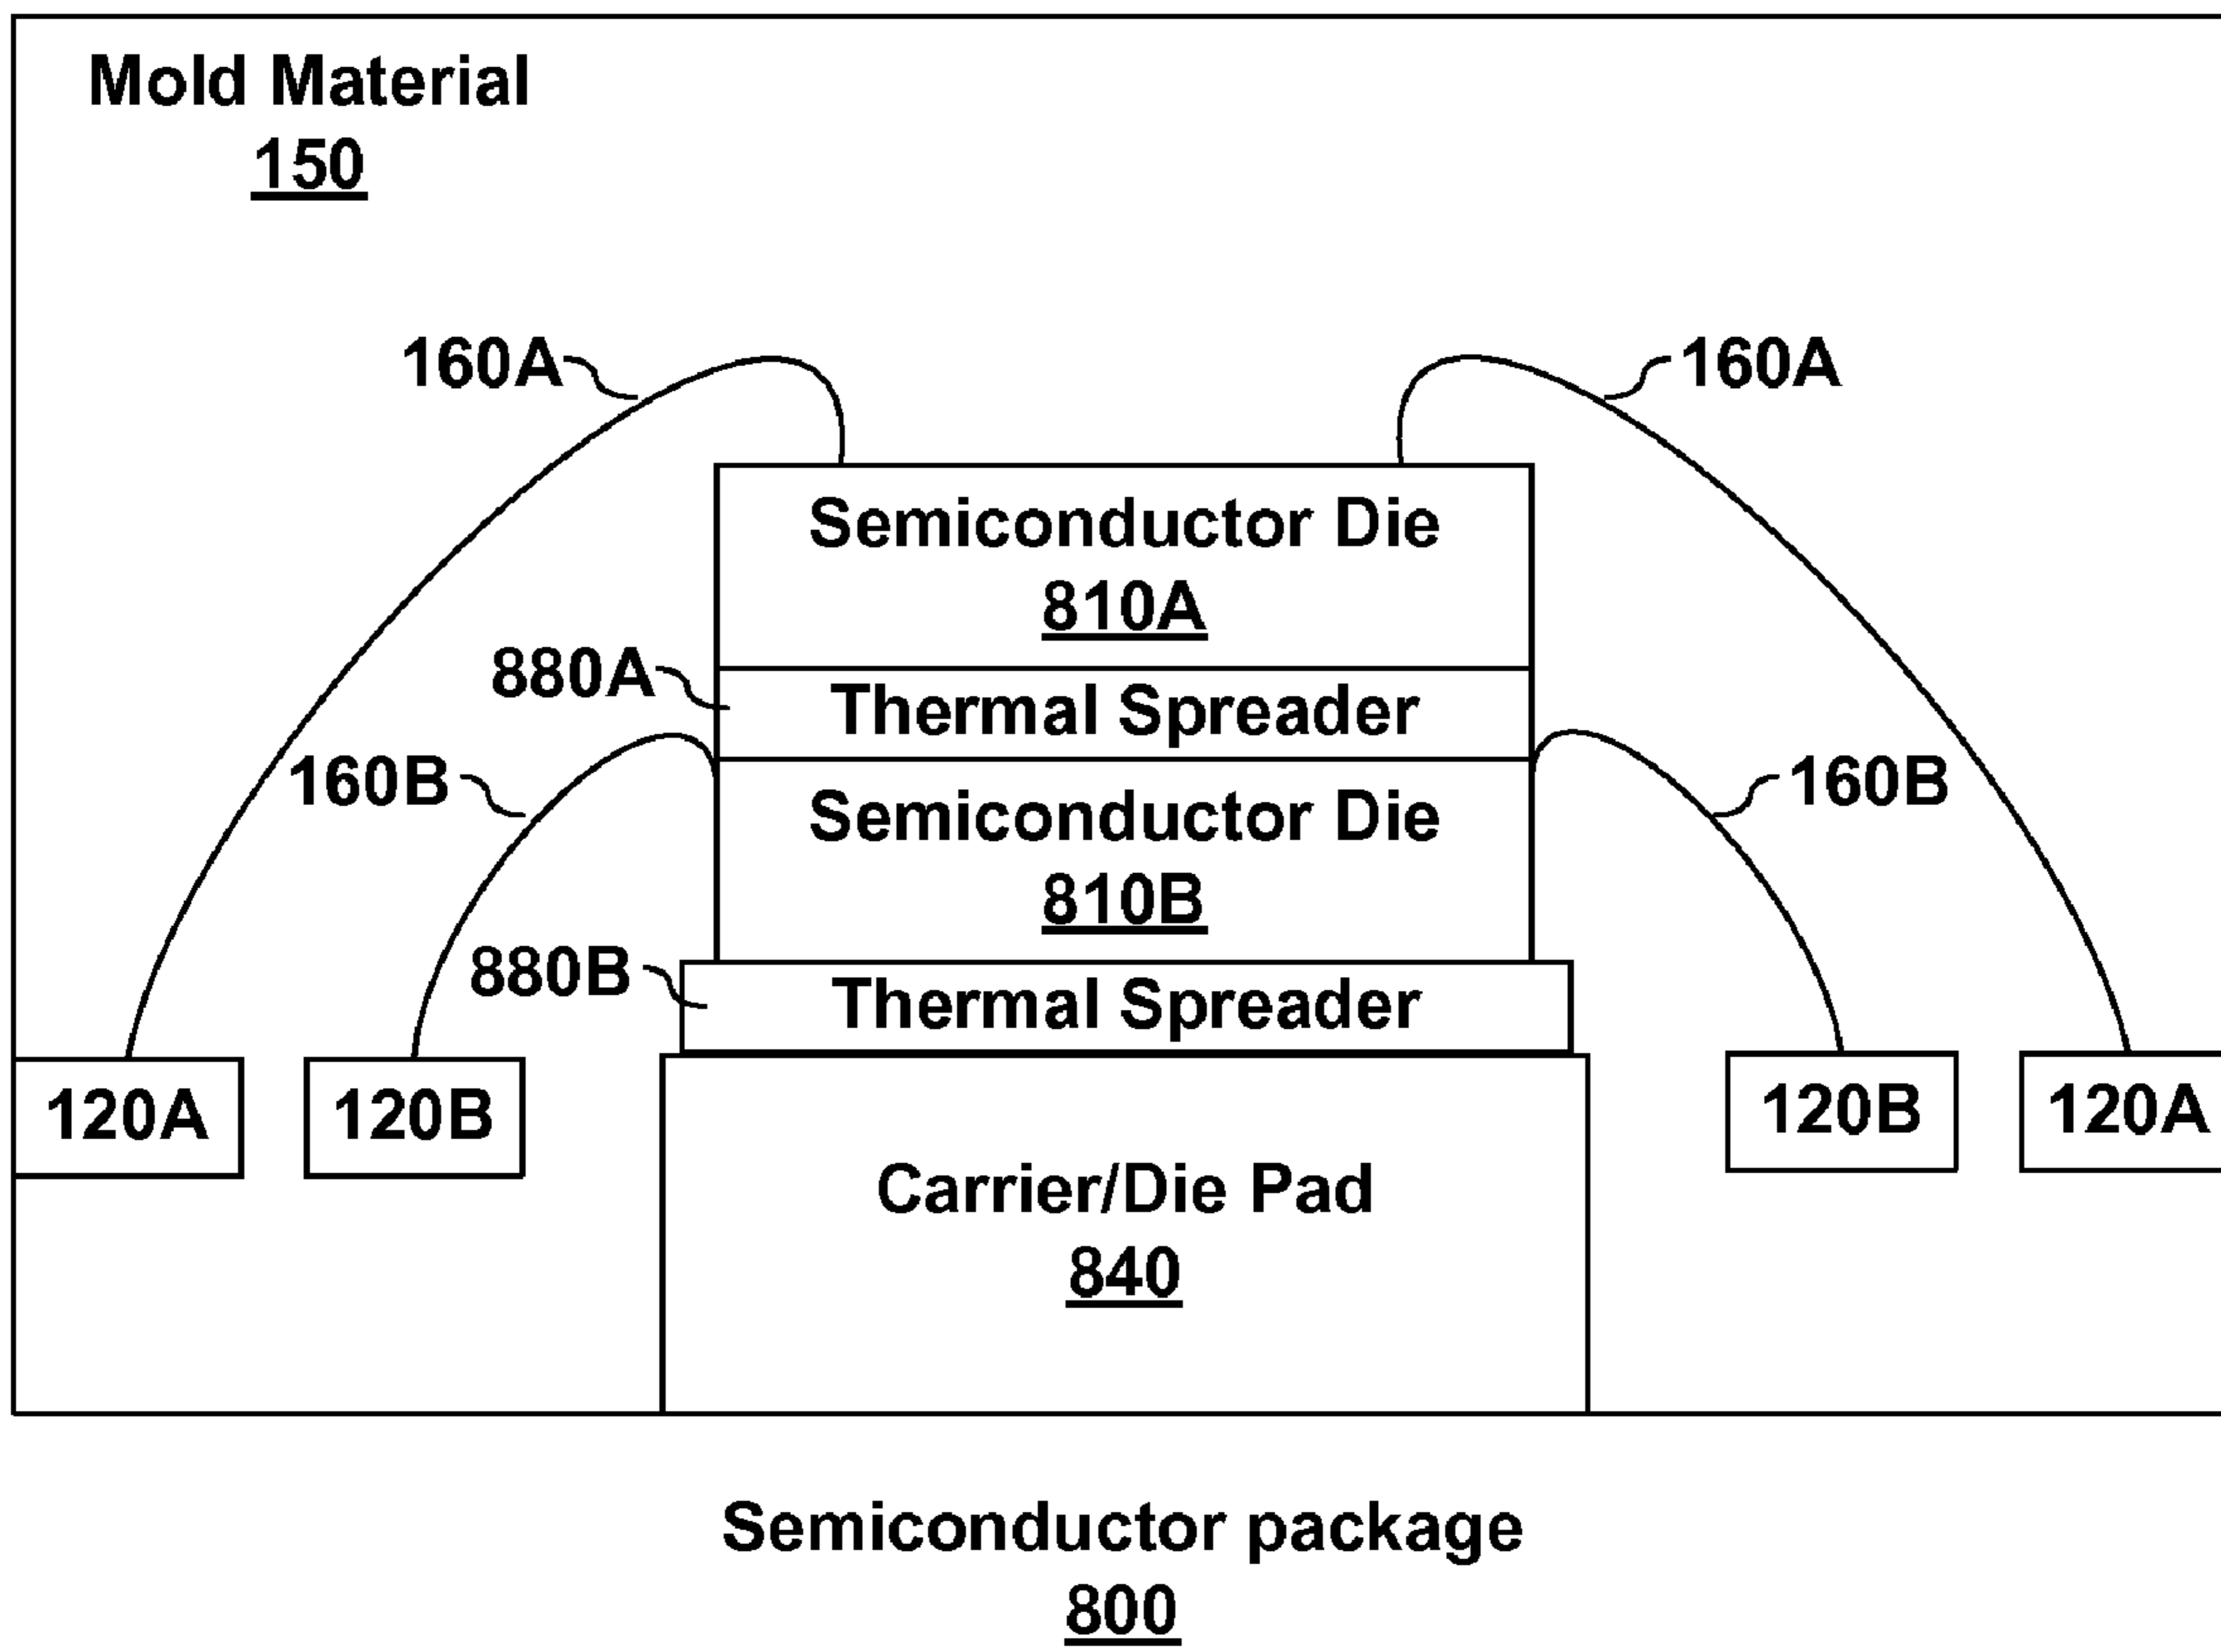 Mold Material
150
160A
160A
Semiconductor Die
810A
880A
Thermal Spreader
160B
160B
Semiconductor Die
810B
880B
Thermal Spreader
120A
120B
120B
120A
Carrier/Die Pad
840
Semiconductor package
800